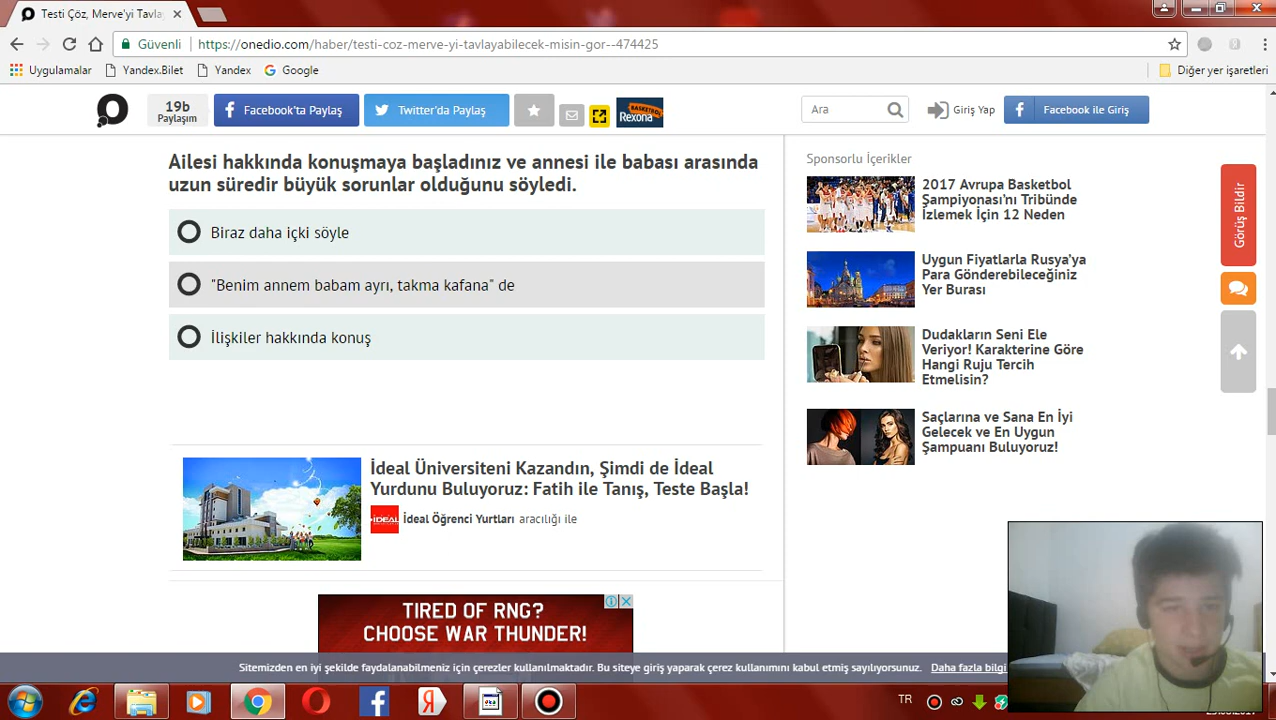 Testi Çöz, Merve'yi Tavla
Güvenli
https://onedio.com/haber/testi-coz-merve-yi-tavlayabilecek-misin-gor--474425
Uygulamalar
Yandex.Bilet
Yandex
Google
Diğer yer işaretleri
19b
Paylaşım
Facebook'ta Paylaş
Twitter'da Paylaş
BASKETBOL
Rexona
Ara
Giriş Yap
Facebook ile Giriş
Ailesi hakkında konuşmaya başladınız ve annesi ile babası arasında
uzun süredir büyük sorunlar olduğunu söyledi.
Biraz daha içki söyle
"Benim annem babam ayrı, takma kafana" de
İlişkiler hakkında konuş
İdeal Üniversiteni Kazandın, Şimdi de İdeal
Yurdunu Buluyoruz: Fatih ile Tanış, Teste Başla!
İDEAL
İdeal Öğrenci Yurtları aracılığı ile
TIRED OF RNG?
CHOOSE WAR THUNDER!
Sponsorlu İçerikler
2017 Avrupa Basketbol
Şampiyonası'nı Tribünde
İzlemek İçin 12 Neden
Uygun Fiyatlarla Rusya'ya
Para Gönderebileceğiniz
Yer Burası
Dudakların Seni Ele
Veriyor! Karakterine Göre
Hangi Ruju Tercih
Etmelisin?
Saçlarına ve Sana En İyi
Gelecek ve En Uygun
Şampuanı Buluyoruz!
Görüş Bildir
Sitemizden en iyi şekilde faydalanabilmeniz için çerezler kullanılmaktadır. Bu siteye giriş yaparak çerez kullanımını kabul etmiş sayılıyorsunuz.
Daha fazla bilgi
TR